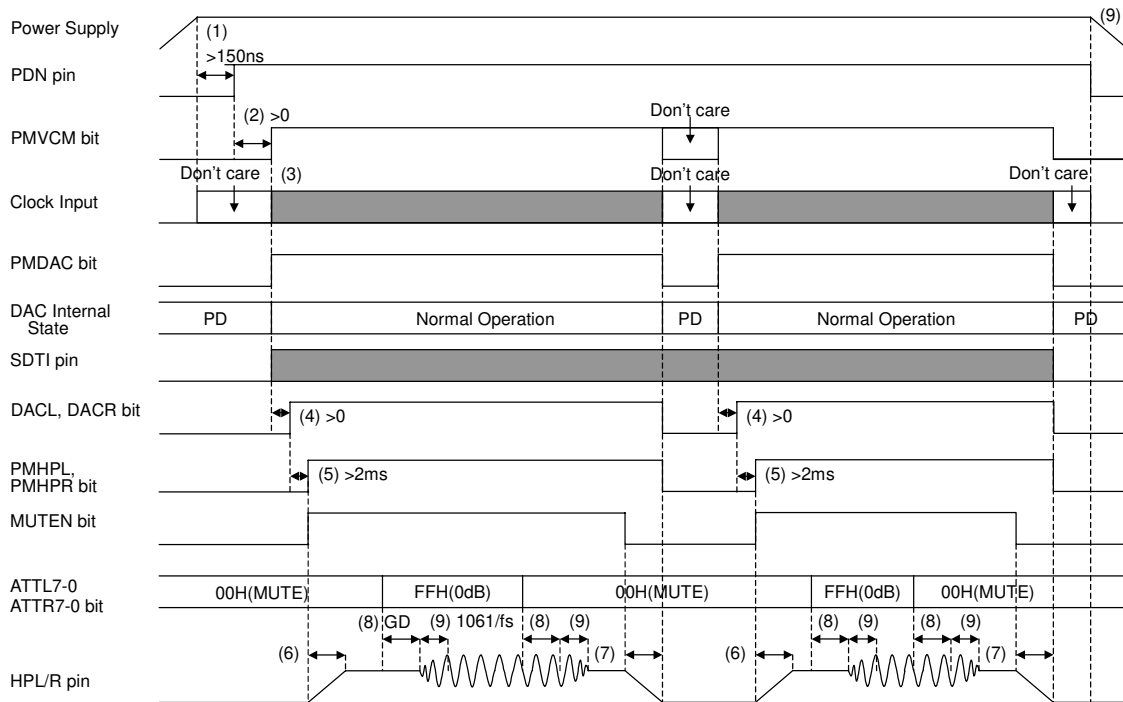 Power Supply
(1)
(9)
>150ns
PDN pin
(2) >0
Don't care
PMVCM bit
Don't care
(3)
Don't care
Don't care
Clock Input
PMDAC bit
DAC Internal
State
PD
Normal Operation
PD
Normal Operation
PD
SDTI pin
DACL, DACR bit
(4) >0
(4) >0
PMHPL,
PMHPR bit
(5) >2ms
(5) >2ms
MUTEN bit
ATTL7-0
ATTR7-0 bit
00H(MUTE)
FFH(0dB)
00H(MUTE)
FFH(0dB)
00H(MUTE)
(8) GD
(9) 1061/fs
(8)
(9)
(8)
(9)
(8)
(9)
(6)
(7)
(6)
(7)
HPL/R pin